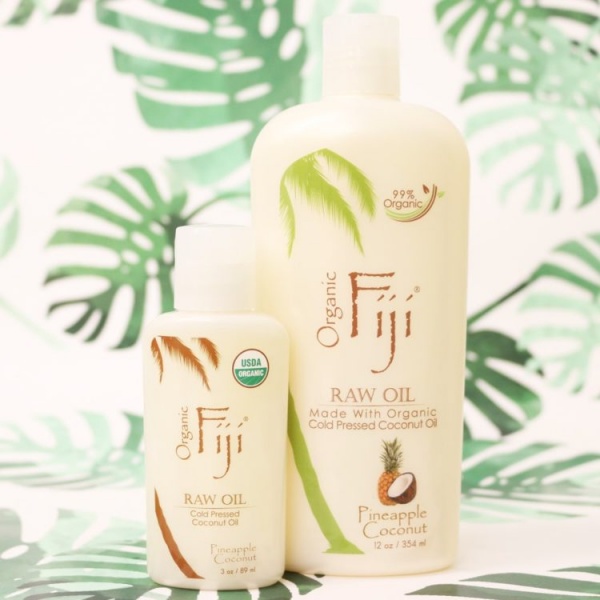 99%
Organic
Organic
Fiji®
RAW OIL
Made With Organic
Cold Pressed Coconut Oil
Pineapple
Coconut
12 oz / 354 ml
USDA
ORGANIC
Organic
Fiji®
RAW OIL
Cold Pressed
Coconut Oil
Pineapple
Coconut
3 oz / 89 ml